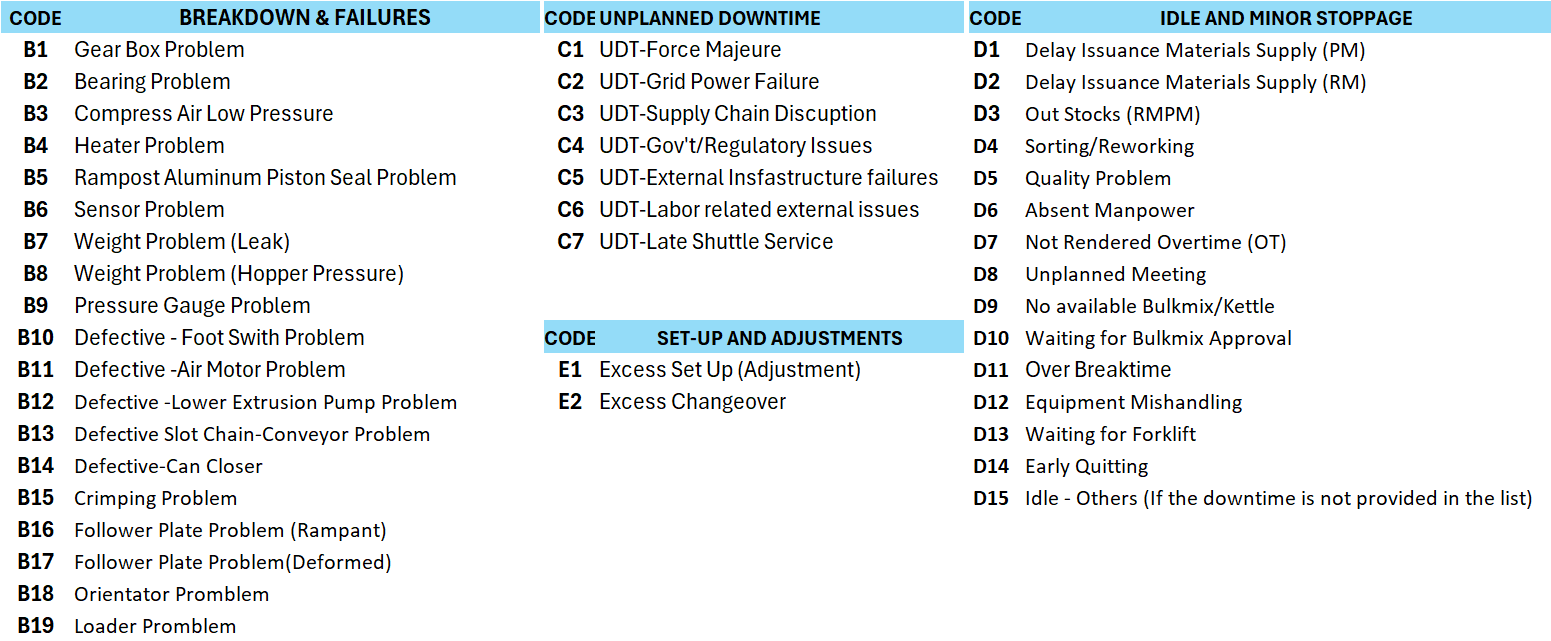 CODE BREAKDOWN & FAILURES
B1 Gear Box Problem
B2 Bearing Problem
B3 Compress Air Low Pressure
B4 Heater Problem
B5 Rampost Aluminum Piston Seal Problem
B6 Sensor Problem
B7 Weight Problem (Leak)
B8 Weight Problem (Hopper Pressure)
B9 Pressure Gauge Problem
B10 Defective - Foot Swith Problem
B11 Defective -Air Motor Problem
B12 Defective -Lower Extrusion Pump Problem
B13 Defective Slot Chain-Conveyor Problem
B14 Defective-Can Closer
B15 Crimping Problem
B16 Follower Plate Problem (Rampant)
B17 Follower Plate Problem(Deformed)
B18 Orientator Promblem
B19 Loader Promblem
CODE UNPLANNED DOWNTIME
C1 UDT-Force Majeure
C2 UDT-Grid Power Failure
C3 UDT-Supply Chain Discuption
C4 UDT-Gov't/Regulatory Issues
C5 UDT-External Insfastructure failures
C6 UDT-Labor related external issues
C7 UDT-Late Shuttle Service
CODE SET-UP AND ADJUSTMENTS
E1 Excess Set Up (Adjustment)
E2 Excess Changeover
CODE IDLE AND MINOR STOPPAGE
D1 Delay Issuance Materials Supply (PM)
D2 Delay Issuance Materials Supply (RM)
D3 Out Stocks (RMPM)
D4 Sorting/Reworking
D5 Quality Problem
D6 Absent Manpower
D7 Not Rendered Overtime (OT)
D8 Unplanned Meeting
D9 No available Bulkmix/Kettle
D10 Waiting for Bulkmix Approval
D11 Over Breaktime
D12 Equipment Mishandling
D13 Waiting for Forklift
D14 Early Quitting
D15 Idle - Others (If the downtime is not provided in the list)